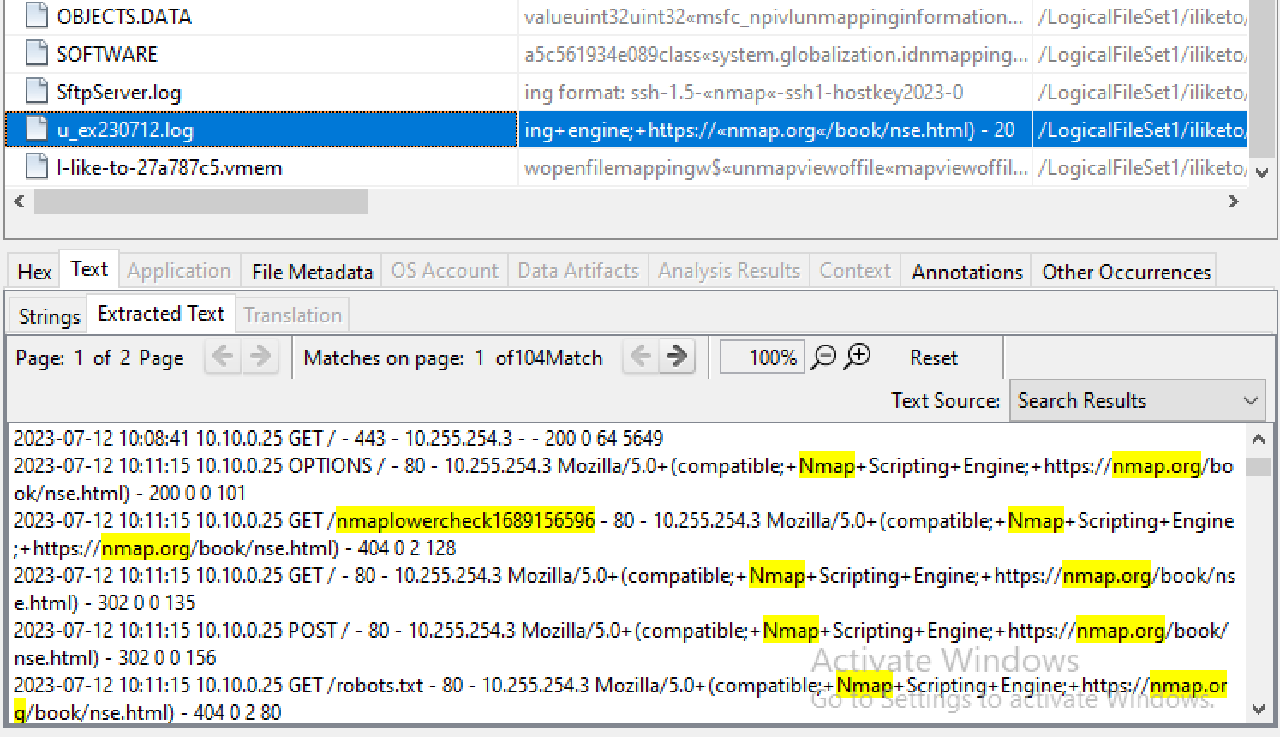 OBJECTS.DATA valueuint32uint32«msfc_npivlunmappinginformation... /LogicalFileSet1/iliketo/
SOFTWARE a5c561934e089class«system.globalization.idnmapping... /LogicalFileSet1/iliketo/
SftpServer.log ing format: ssh-1.5-«nmap«-ssh1-hostkey2023-0 /LogicalFileSet1/iliketo/
u_ex230712.log ing+engine;+https://«nmap.org«/book/nse.html) - 20 /LogicalFileSet1/iliketo/
I-like-to-27a787c5.vmem wopenfilemappingw$«unmapviewoffile«mapviewoffil... /LogicalFileSet1/iliketo/
Hex Text Application File Metadata OS Account Data Artifacts Analysis Results Context Annotations Other Occurrences
Strings Extracted Text Translation
Page: 1 of 2 Page Matches on page: 1 of104Match 100% Reset
Text Source: Search Results
2023-07-12 10:08:41 10.10.0.25 GET / - 443 - 10.255.254.3 - - 200 0 64 5649
2023-07-12 10:11:15 10.10.0.25 OPTIONS / - 80 - 10.255.254.3 Mozilla/5.0+(compatible;+Nmap+Scripting+Engine;+https://nmap.org/bo
ok/nse.html) - 200 0 0 101
2023-07-12 10:11:15 10.10.0.25 GET /nmaplowercheck1689156596 - 80 - 10.255.254.3 Mozilla/5.0+(compatible;+Nmap+Scripting+Engine
;+https://nmap.org/book/nse.html) - 404 0 2 128
2023-07-12 10:11:15 10.10.0.25 GET / - 80 - 10.255.254.3 Mozilla/5.0+(compatible;+Nmap+Scripting+Engine;+https://nmap.org/book/ns
e.html) - 302 0 0 135
2023-07-12 10:11:15 10.10.0.25 POST / - 80 - 10.255.254.3 Mozilla/5.0+(compatible;+Nmap+Scripting+Engine;+https://nmap.org/book/
nse.html) - 302 0 0 156
Activate Windows
2023-07-12 10:11:15 10.10.0.25 GET /robots.txt - 80 - 10.255.254.3 Mozilla/5.0+(compatible;+Nmap+Scripting+Engine;+https://nmap.or
g/book/nse.html) - 404 0 2 80
Go to Settings to activate Windows.